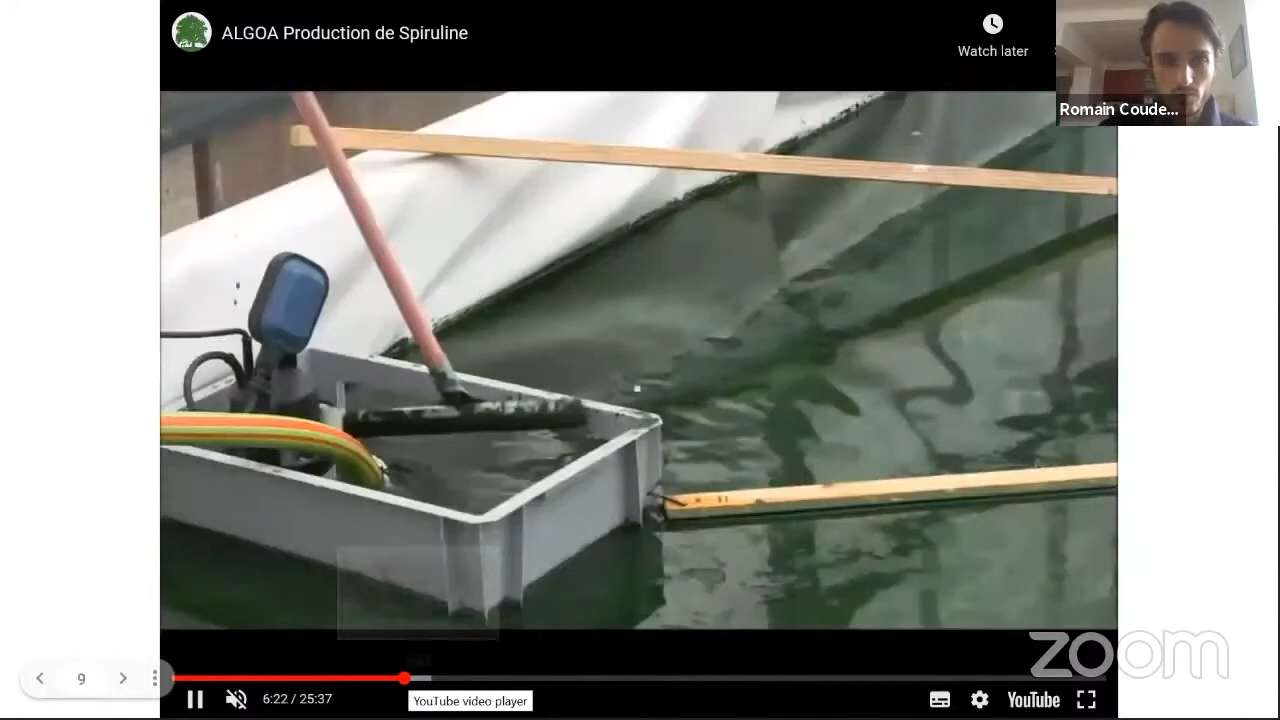 ALGOA Production de Spiruline
Watch later
Romain Coude...
9
6:22 / 25:37
YouTube video player
YouTube
zoom